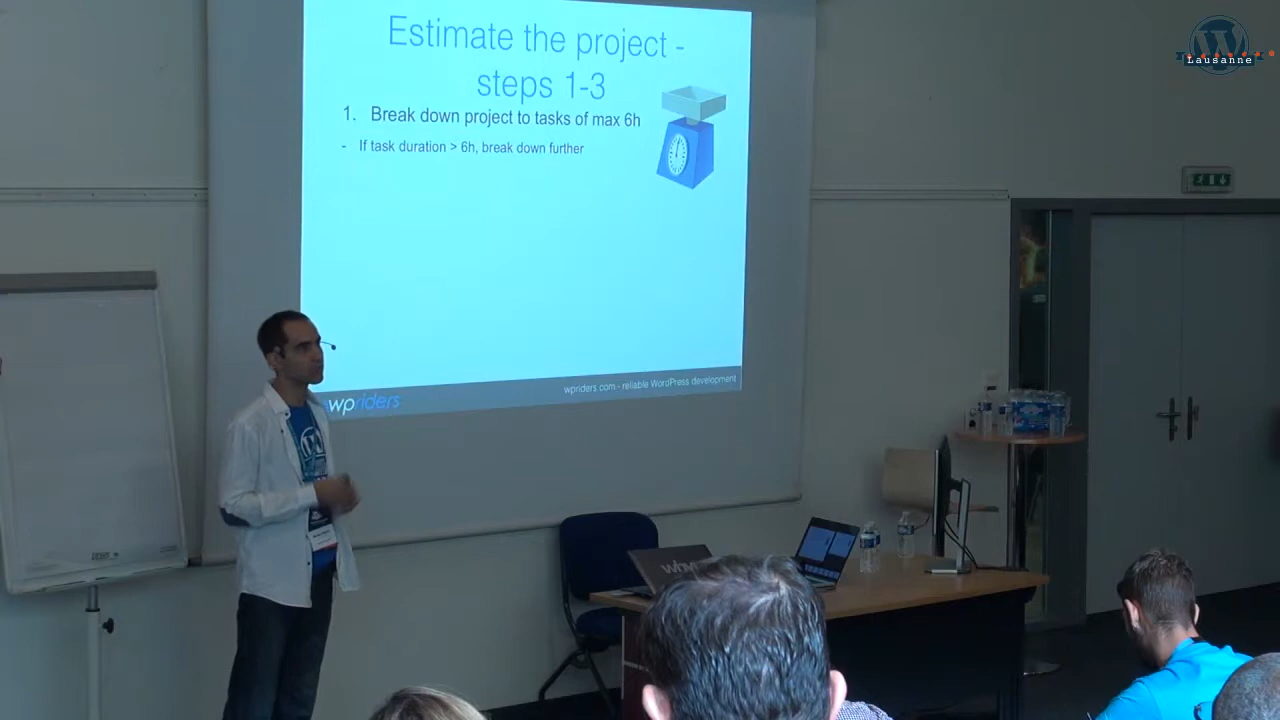 Estimate the project -
steps 1-3
1. Break down project to tasks of max 6h
- If task duration > 6h, break down further
wpriders
wpriders.com - reliable WordPress development
W
Lausanne